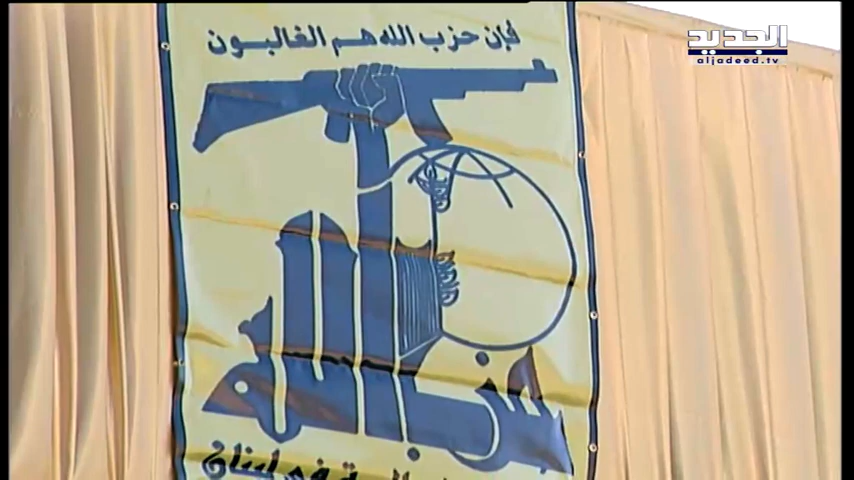 فإن حزب الله هم الغالبون
الجديد
aljadeed.tv
حزب الله
في لبنان